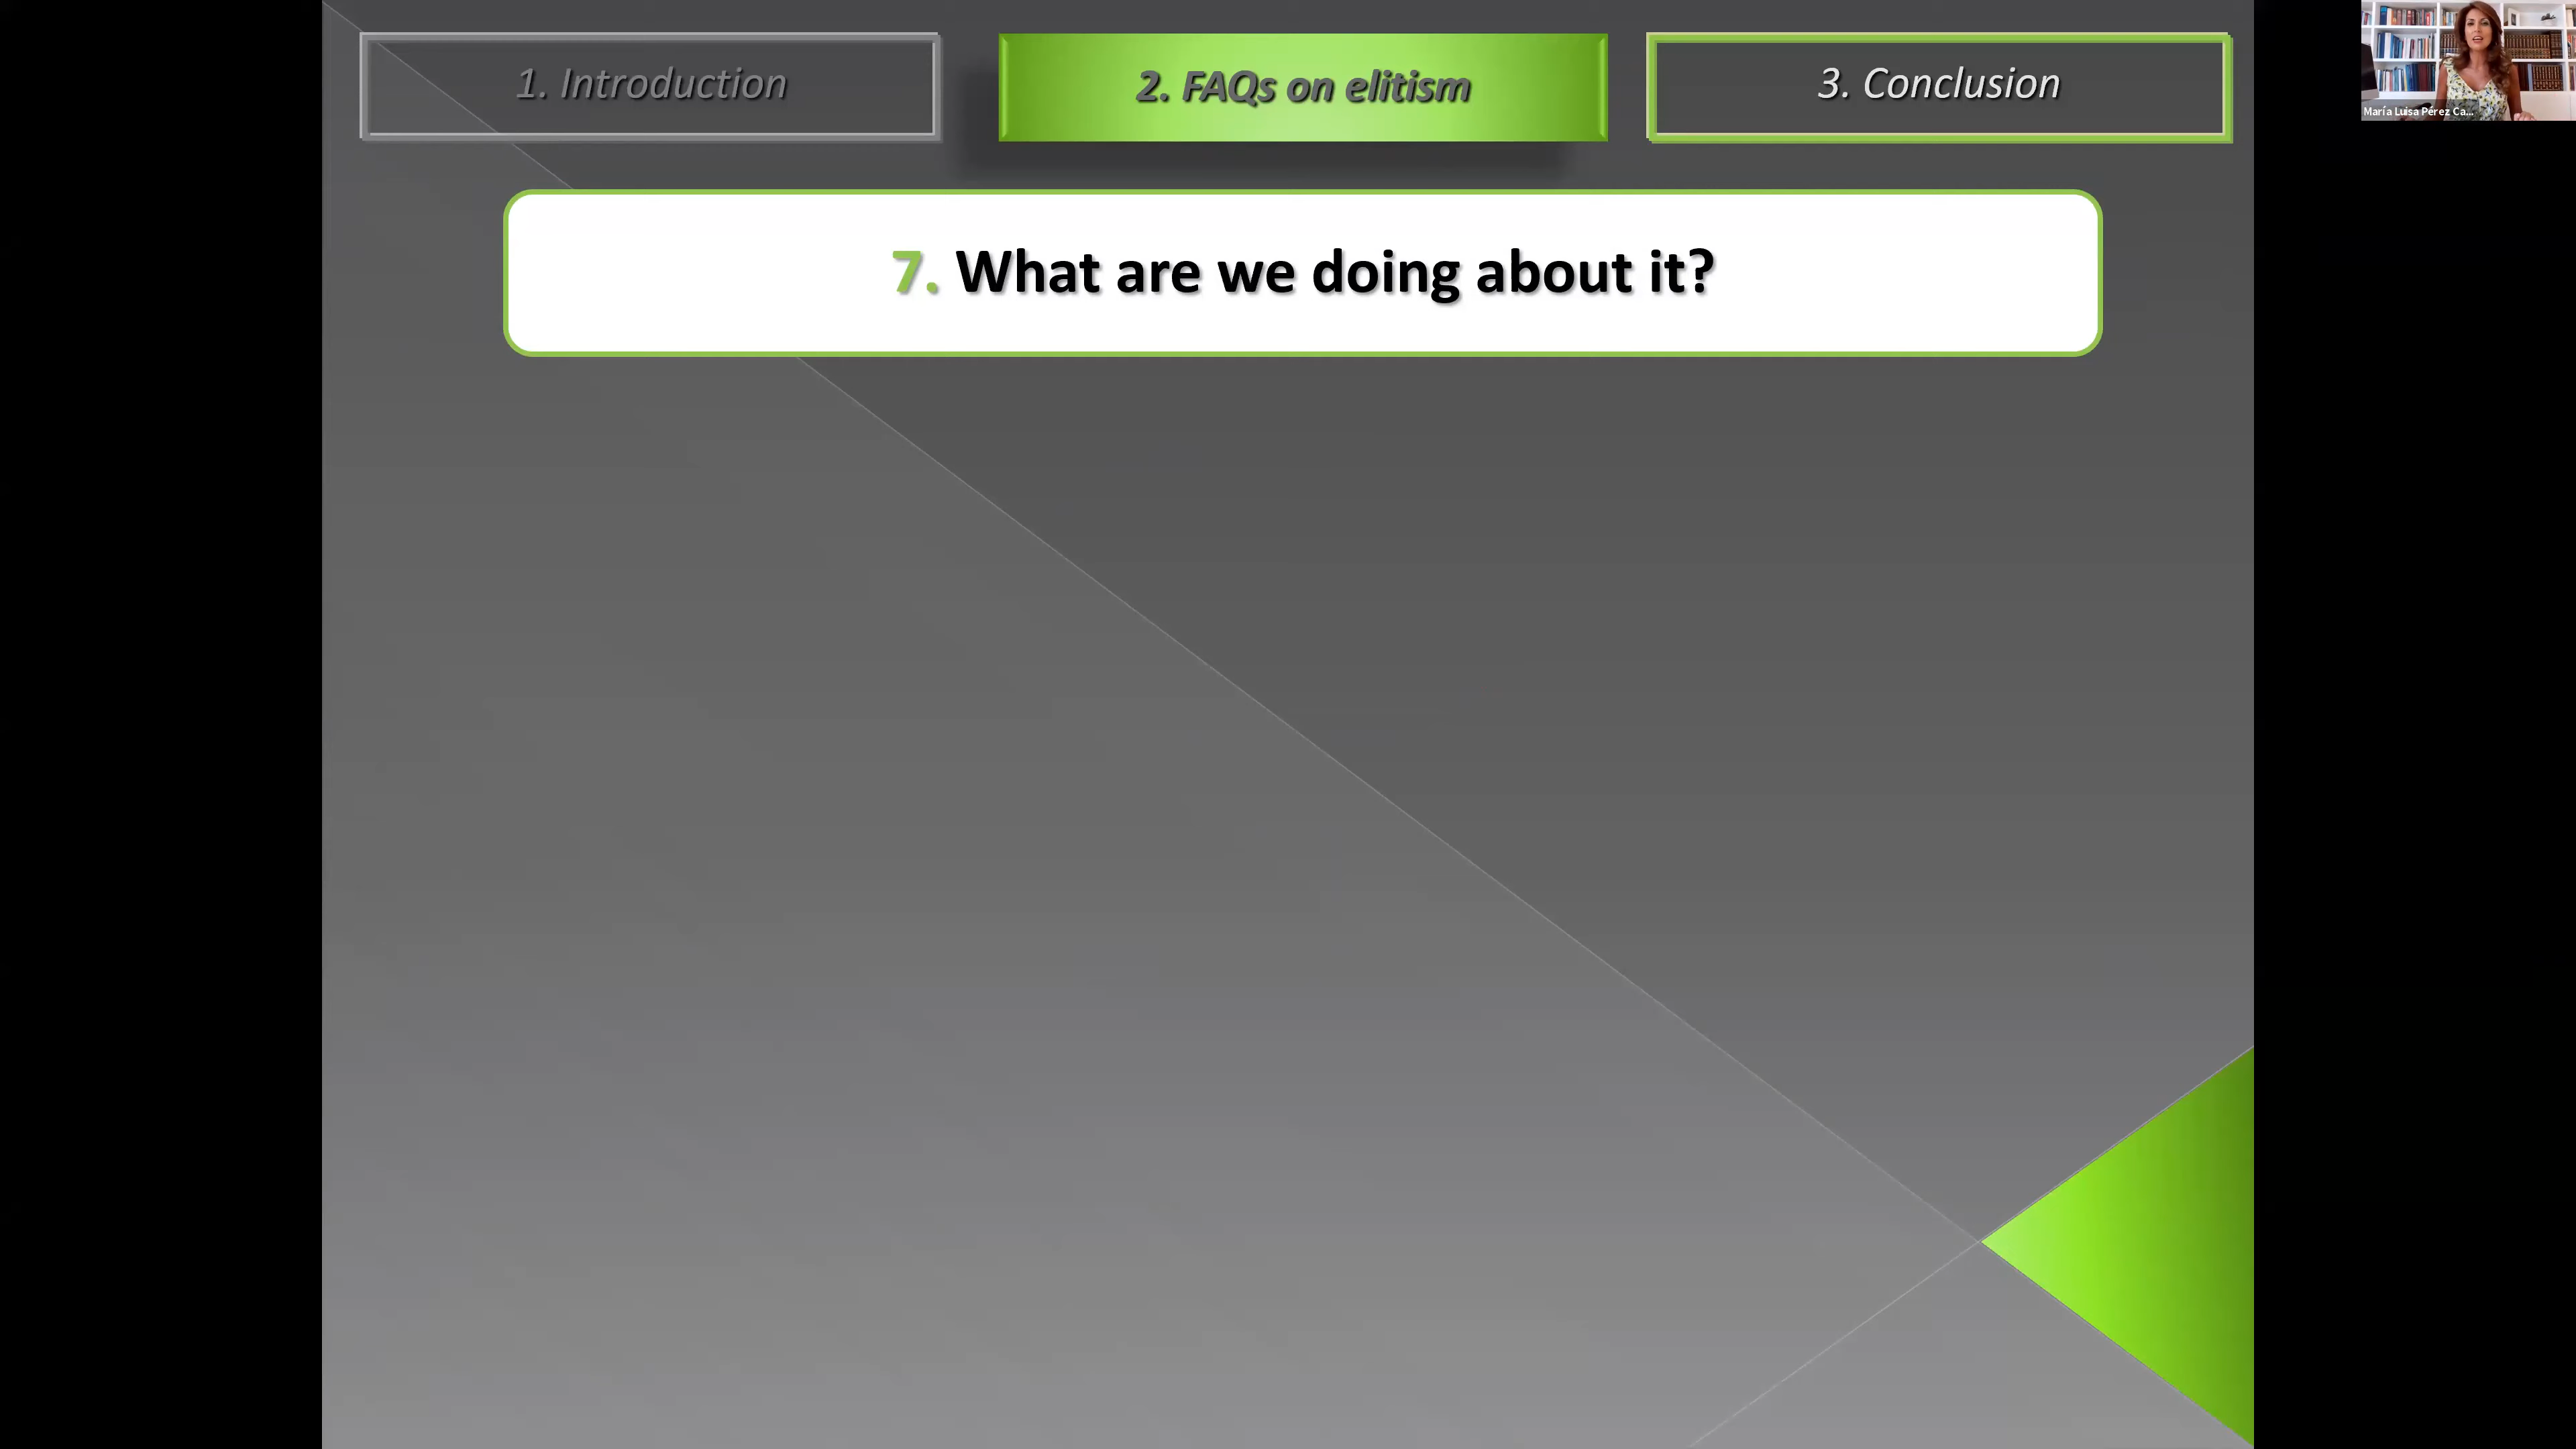 1. Introduction
2. FAQs on elitism
3. Conclusion
María Luisa Pérez Ca...
7. What are we doing about it?